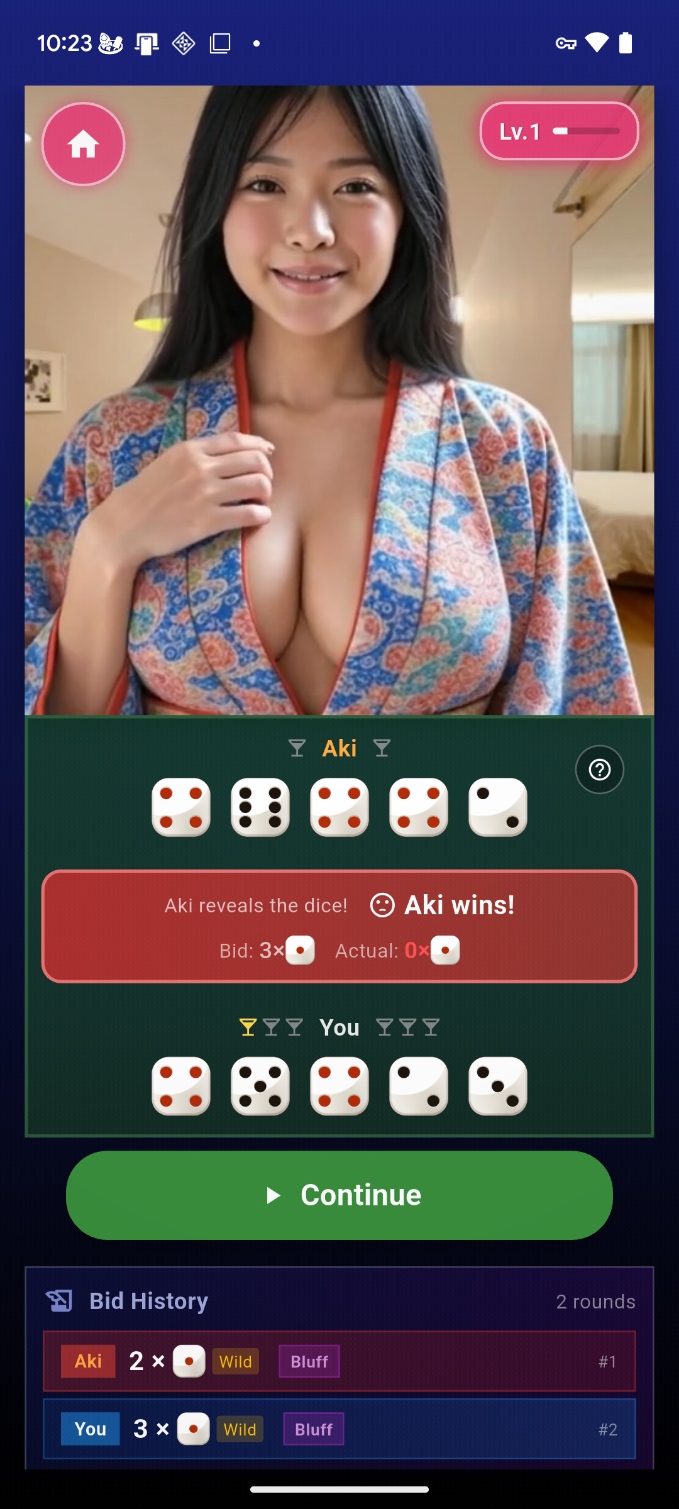 10:23
Lv.1
Aki
Aki reveals the dice! Aki wins!
Bid: 3× Actual: 0×
You
Continue
Bid History 2 rounds
Aki 2 × Wild Bluff #1
You 3 × Wild Bluff #2